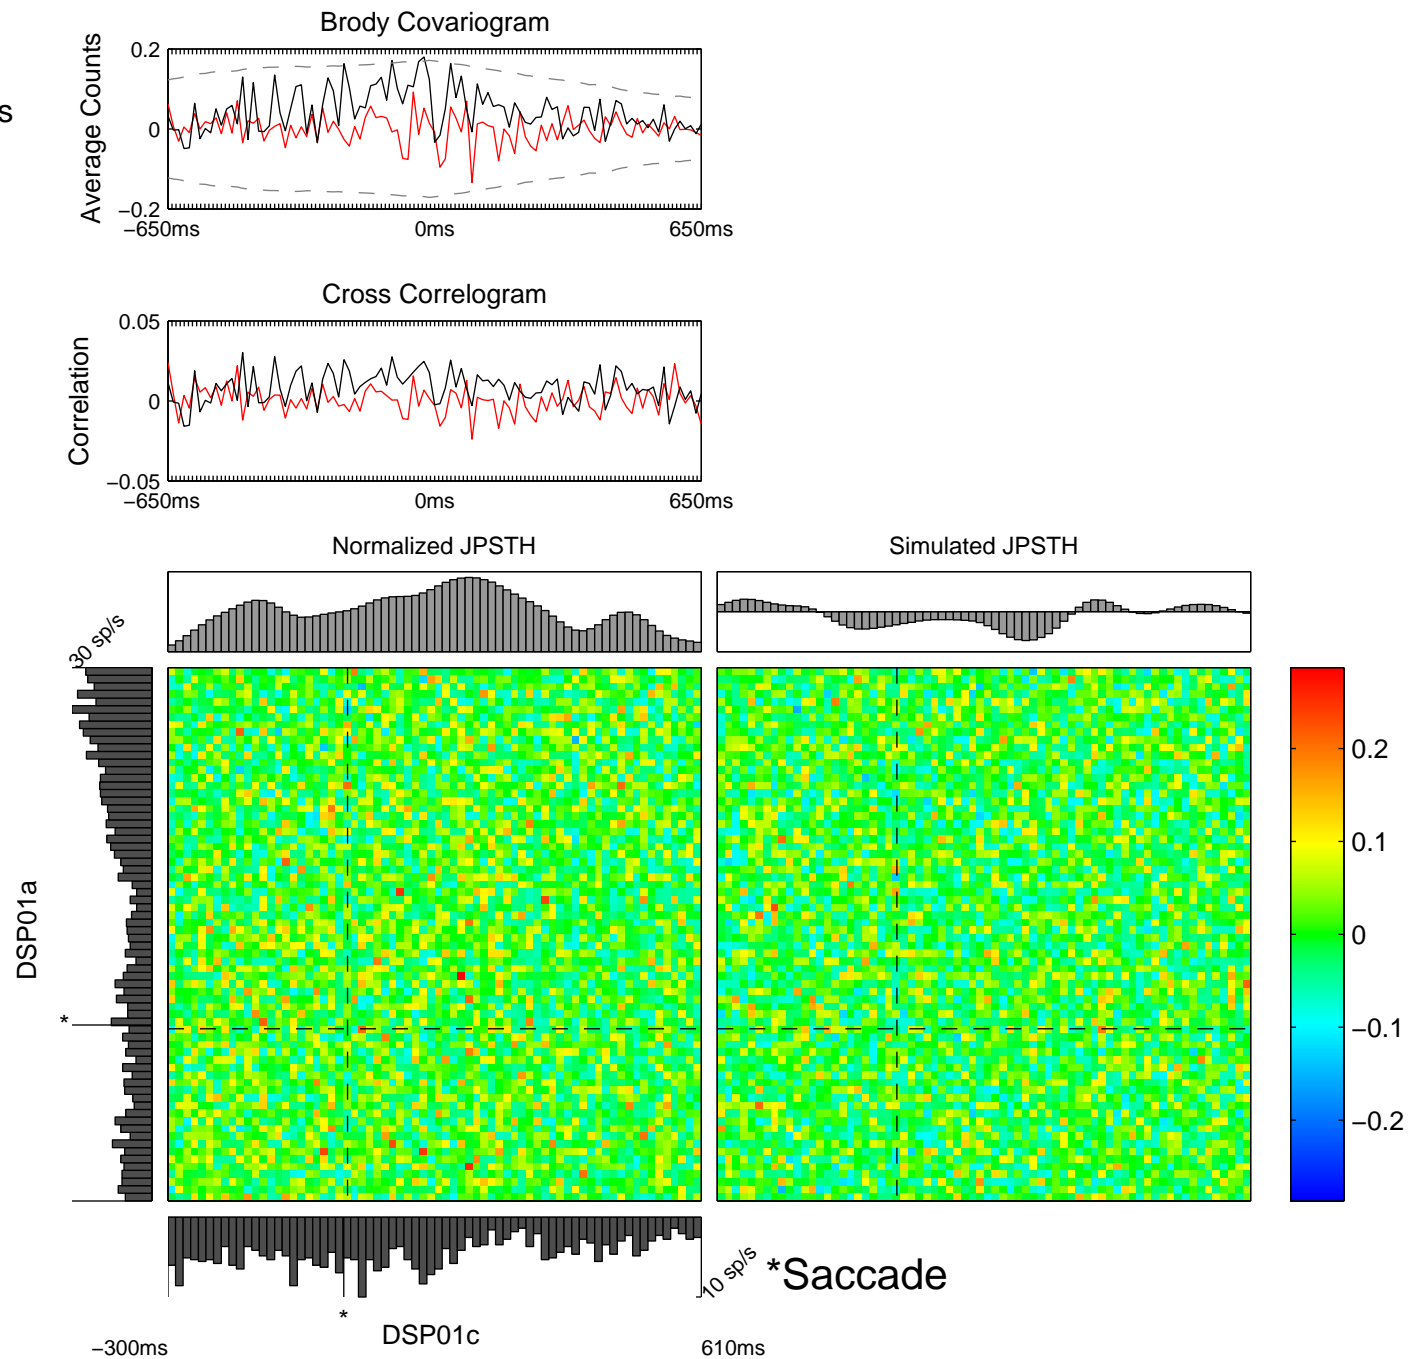 Brody Covariogram
s
Average Counts
0.2
0
−0.2
−650ms 0ms 650ms
Cross Correlogram
Correlation
0.05
0
−0.05
−650ms 0ms 650ms
Normalized JPSTH Simulated JPSTH
30 sp/s
DSP01a
*
0.2
0.1
0
−0.1
−0.2
10 sp/s
*Saccade
*
DSP01c
−300ms 610ms